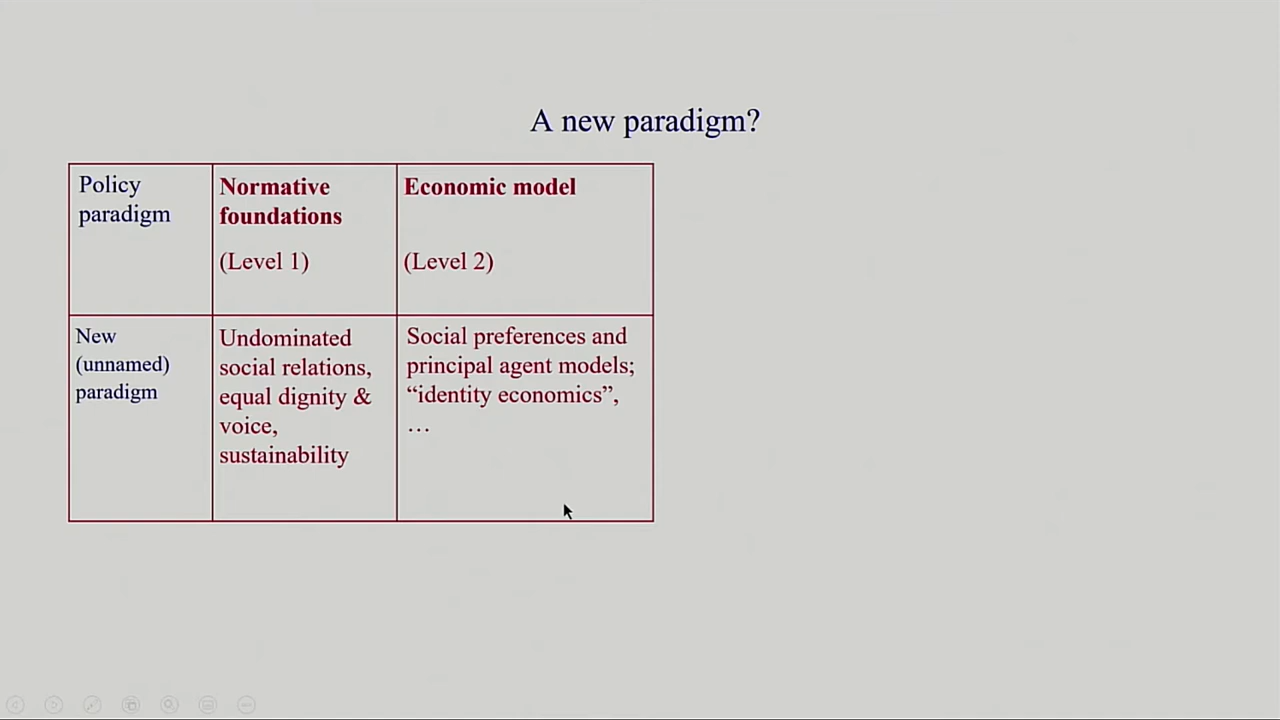 A new paradigm?
Policy
paradigm
Normative
foundations
(Level 1)
Economic model
(Level 2)
New
(unnamed)
paradigm
Undominated
social relations,
equal dignity &
voice,
sustainability
Social preferences and
principal agent models;
“identity economics”,
…